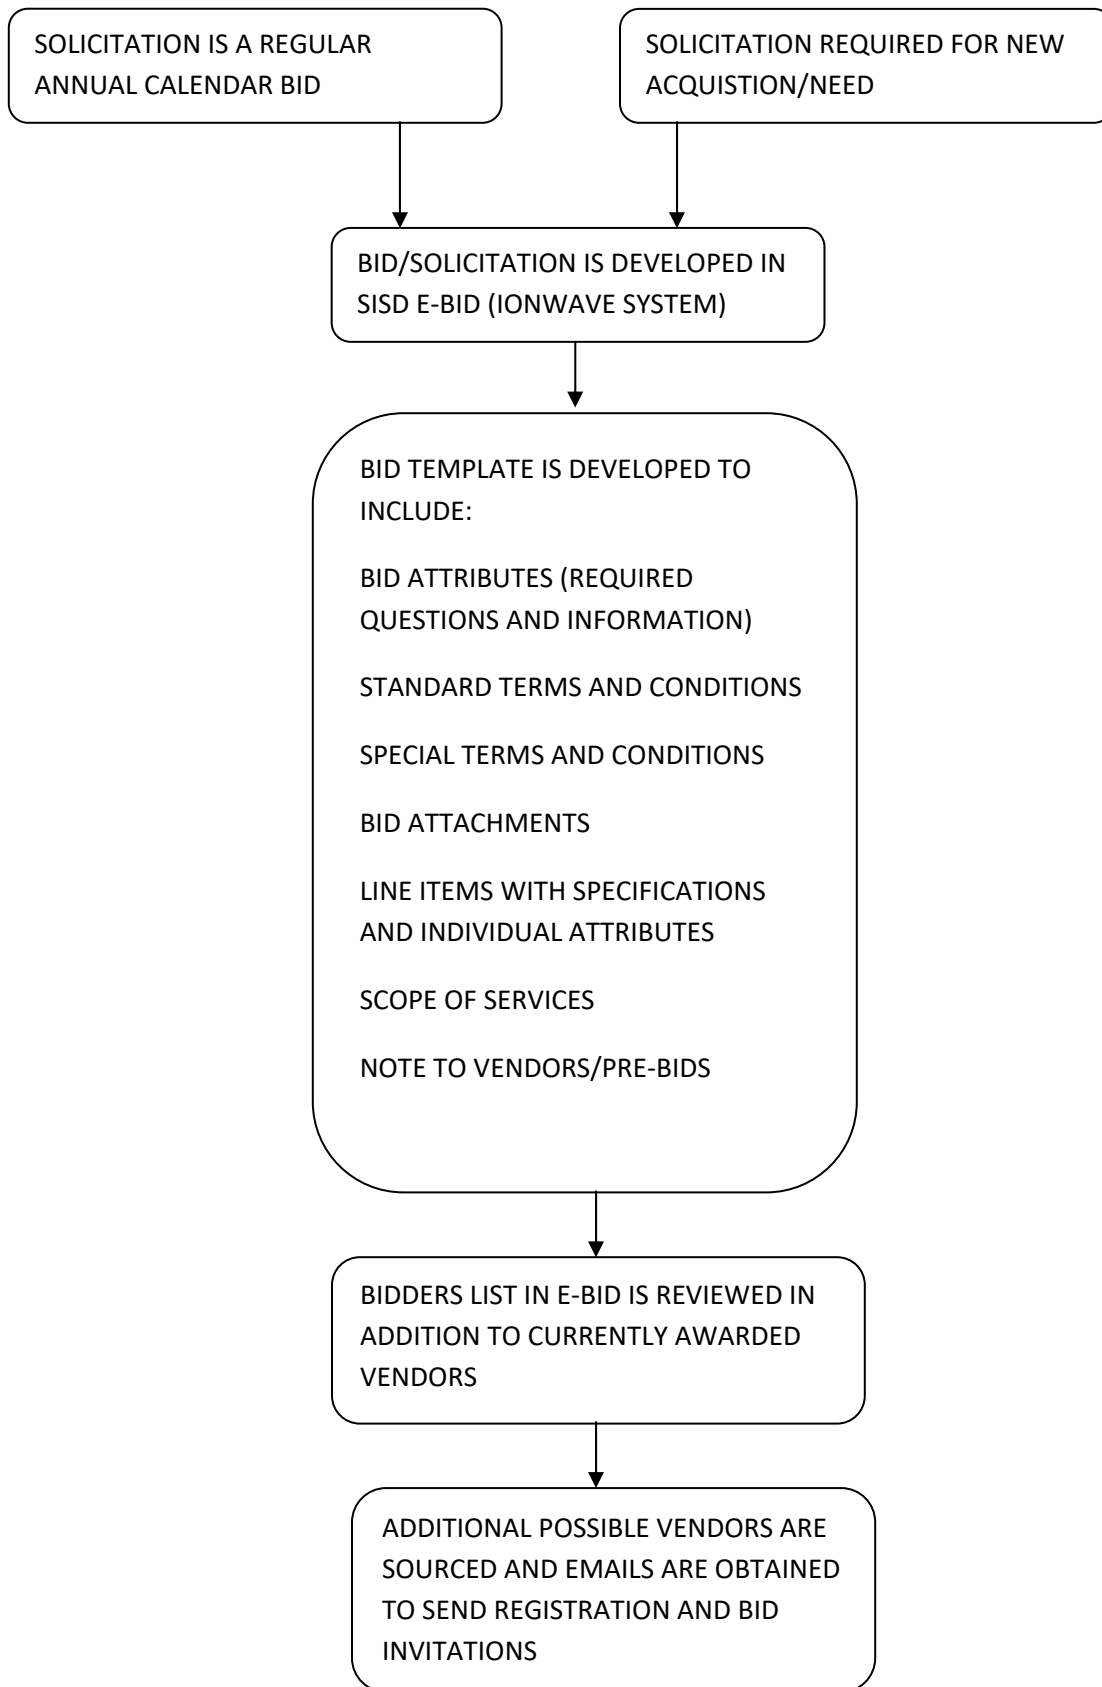 SOLICITATION IS A REGULAR
ANNUAL CALENDAR BID
SOLICITATION REQUIRED FOR NEW
ACQUISTION/NEED
BID/SOLICITATION IS DEVELOPED IN
SISD E-BID (IONWAVE SYSTEM)
BID TEMPLATE IS DEVELOPED TO
INCLUDE:
BID ATTRIBUTES (REQUIRED
QUESTIONS AND INFORMATION)
STANDARD TERMS AND CONDITIONS
SPECIAL TERMS AND CONDITIONS
BID ATTACHMENTS
LINE ITEMS WITH SPECIFICATIONS
AND INDIVIDUAL ATTRIBUTES
SCOPE OF SERVICES
NOTE TO VENDORS/PRE-BIDS
BIDDERS LIST IN E-BID IS REVIEWED IN
ADDITION TO CURRENTLY AWARDED
VENDORS
ADDITIONAL POSSIBLE VENDORS ARE
SOURCED AND EMAILS ARE OBTAINED
TO SEND REGISTRATION AND BID
INVITATIONS